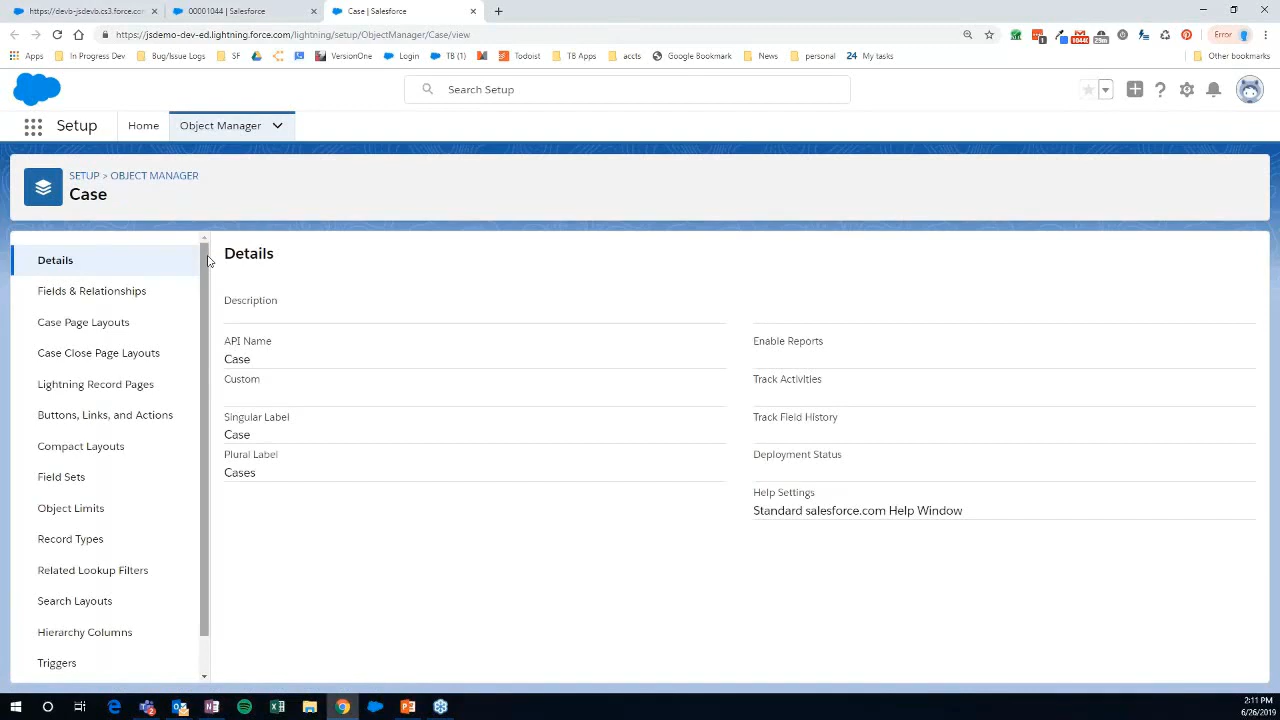 https://devb-jsdevb.cs3.force.co
00001044 | Salesforce
Case | Salesforce
https://jsdemo-dev-ed.lightning.force.com/lightning/setup/ObjectManager/Case/view
Error
Apps
In Progress Dev
Bug/Issue Logs
SF
VersionOne
Login
TB (1)
Todoist
TB Apps
accts
Google Bookmark
News
personal
24 My tasks
Other bookmarks
Search Setup
Setup
Home
Object Manager
SETUP > OBJECT MANAGER
Case
Details
Fields & Relationships
Case Page Layouts
Case Close Page Layouts
Lightning Record Pages
Buttons, Links, and Actions
Compact Layouts
Field Sets
Object Limits
Record Types
Related Lookup Filters
Search Layouts
Hierarchy Columns
Triggers
Details
Description
API Name
Case
Custom
Singular Label
Case
Plural Label
Cases
Enable Reports
Track Activities
Track Field History
Deployment Status
Help Settings
Standard salesforce.com Help Window
2:11 PM
6/26/2019